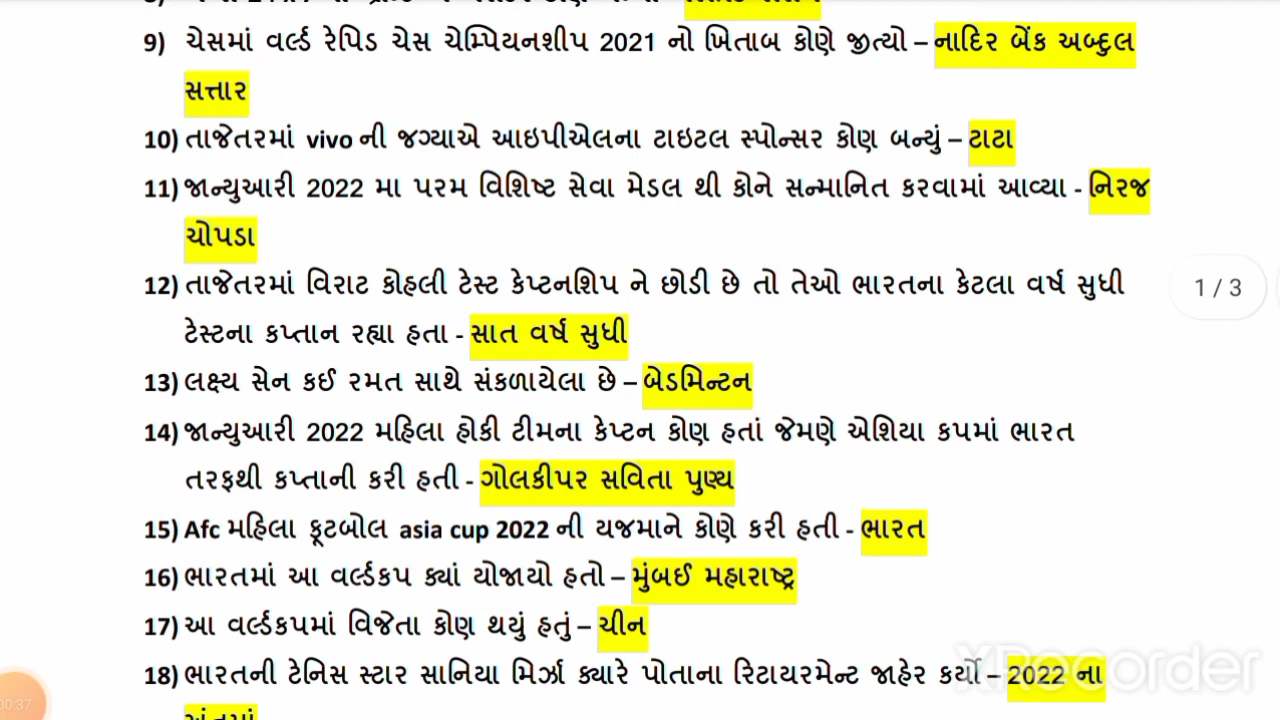 9) ચેસમાં વર્લ્ડ રેપિડ ચેસ ચેમ્પિયનશીપ 2021 નો ખિતાબ કોણે જીત્યો – નાદિર બેંક અબ્દુલ
સત્તાર
10) તાજેતરમાં vivo ની જગ્યાએ આઇપીએલના ટાઇટલ સ્પોન્સર કોણ બન્યું – ટાટા
11) જાન્યુઆરી 2022 મા પરમ વિશિષ્ટ સેવા મેડલ થી કોને સન્માનિત કરવામાં આવ્યા - નિરજ
ચોપડા
12) તાજેતરમાં વિરાટ કોહલી ટેસ્ટ કેપ્ટનશિપ ને છોડી છે તો તેઓ ભારતના કેટલા વર્ષ સુધી
ટેસ્ટના કપ્તાન રહ્યા હતા - સાત વર્ષ સુધી
1 / 3
13) લક્ષ્ય સેન કઈ રમત સાથે સંકળાયેલા છે – બેડમિન્ટન
14) જાન્યુઆરી 2022 મહિલા હોકી ટીમના કેપ્ટન કોણ હતાં જેમણે એશિયા કપમાં ભારત
તરફથી કપ્તાની કરી હતી - ગોલકીપર સવિતા પુણ્ય
15) Afc મહિલા ફૂટબોલ asia cup 2022 ની યજમાને કોણે કરી હતી - ભારત
16) ભારતમાં આ વર્લ્ડકપ ક્યાં યોજાયો હતો – મુંબઈ મહારાષ્ટ્ર
17) આ વર્લ્ડકપમાં વિજેતા કોણ થયું હતું – ચીન
18) ભારતની ટેનિસ સ્ટાર સાનિયા મિર્ઝા ક્યારે પોતાના રિટાયરમેન્ટ જાહેર કર્યો – 2022 ના
અંતમાં
XRecorder
00:37